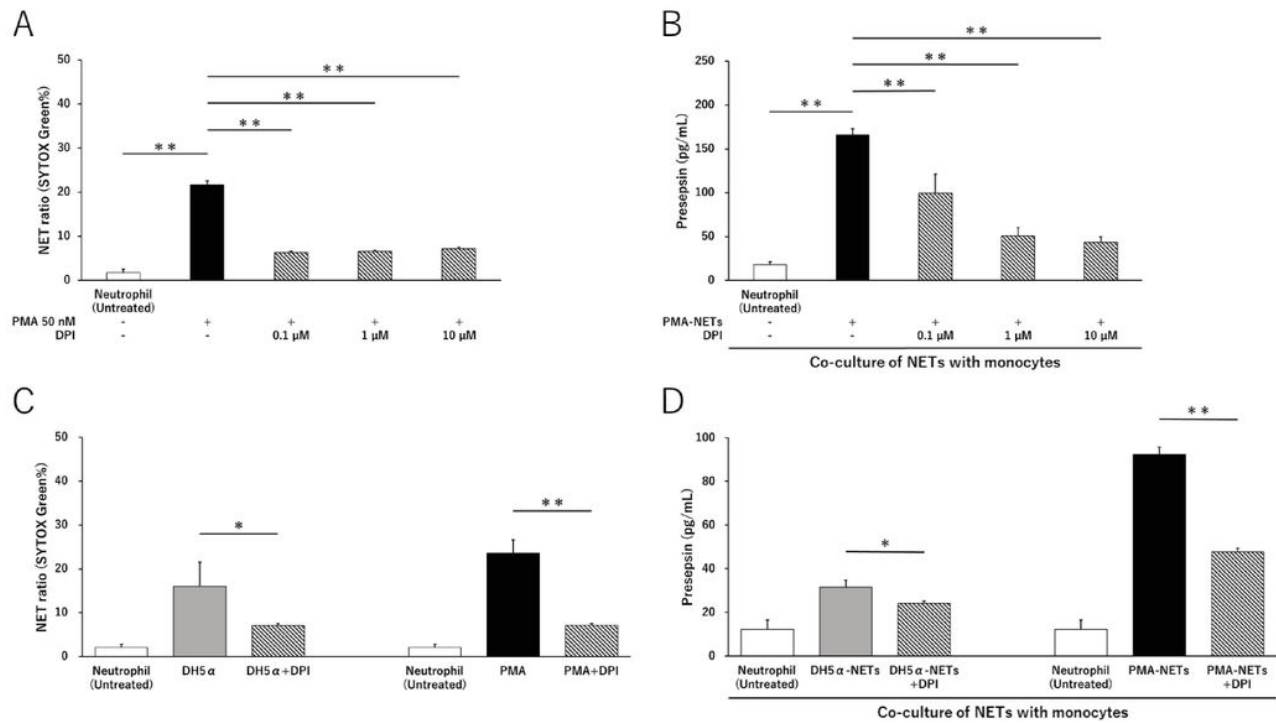 A
NET ratio (SYTOX Green%)
50
40
30
20
10
0
**
**
**
**
Neutrophil
(Untreated)
PMA 50 nM - + + + +
DPI - - 0.1 μM 1 μM 10 μM
B
Presepsin (pg/mL)
250
200
150
100
50
0
**
**
**
**
Neutrophil
(Untreated)
PMA-NETs - + + + +
DPI - - 0.1 μM 1 μM 10 μM
Co-culture of NETs with monocytes
C
NET ratio (SYTOX Green%)
50
40
30
20
10
0
*
**
Neutrophil
(Untreated)
DH5α
DH5α+DPI
Neutrophil
(Untreated)
PMA
PMA+DPI
D
Presepsin (pg/mL)
100
80
60
40
20
0
*
**
Neutrophil
(Untreated)
DH5α-NETs
DH5α-NETs
+DPI
Neutrophil
(Untreated)
PMA-NETs
PMA-NETs
+DPI
Co-culture of NETs with monocytes